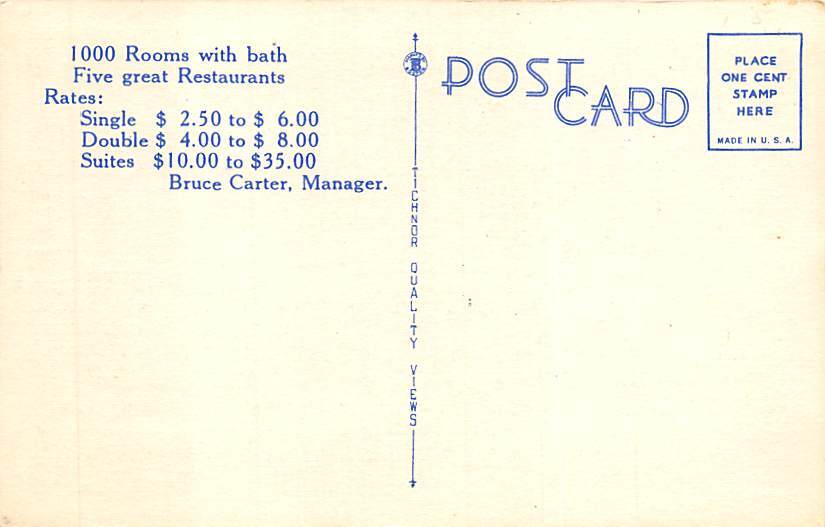 1000 Rooms with bath
Five great Restaurants
Rates:
Single $ 2.50 to $ 6.00
Double $ 4.00 to $ 8.00
Suites $10.00 to $35.00
Bruce Carter, Manager.
TICHNOR QUALITY VIEWS
POST
CARD
PLACE
ONE CENT
STAMP
HERE
MADE IN U. S. A.